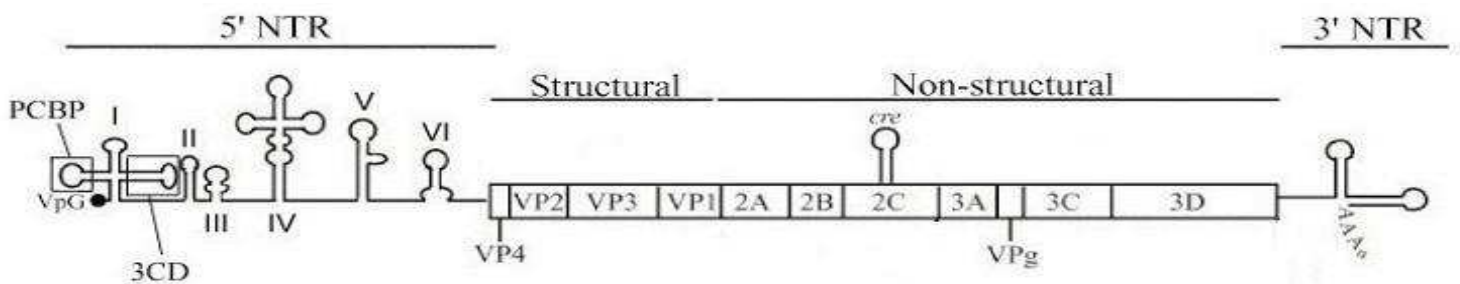 5' NTR
3' NTR
Structural
Non-structural
PCBP
I
II
III
IV
V
VI
cre
VpG
3CD
VP2
VP3
VP1
2A
2B
2C
3A
3C
3D
VP4
VPg